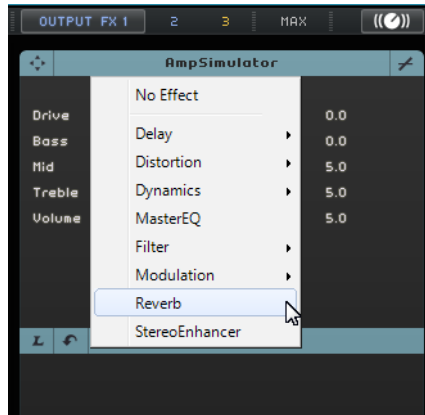 OUTPUT FX 1 2 3 MAX
AmpSimulator
No Effect
Drive 0.0
Delay
Bass 0.0
Distortion
Mid 5.0
Dynamics
Treble 5.0
MasterEQ
Volume 5.0
Filter
Modulation
Reverb
StereoEnhancer
L